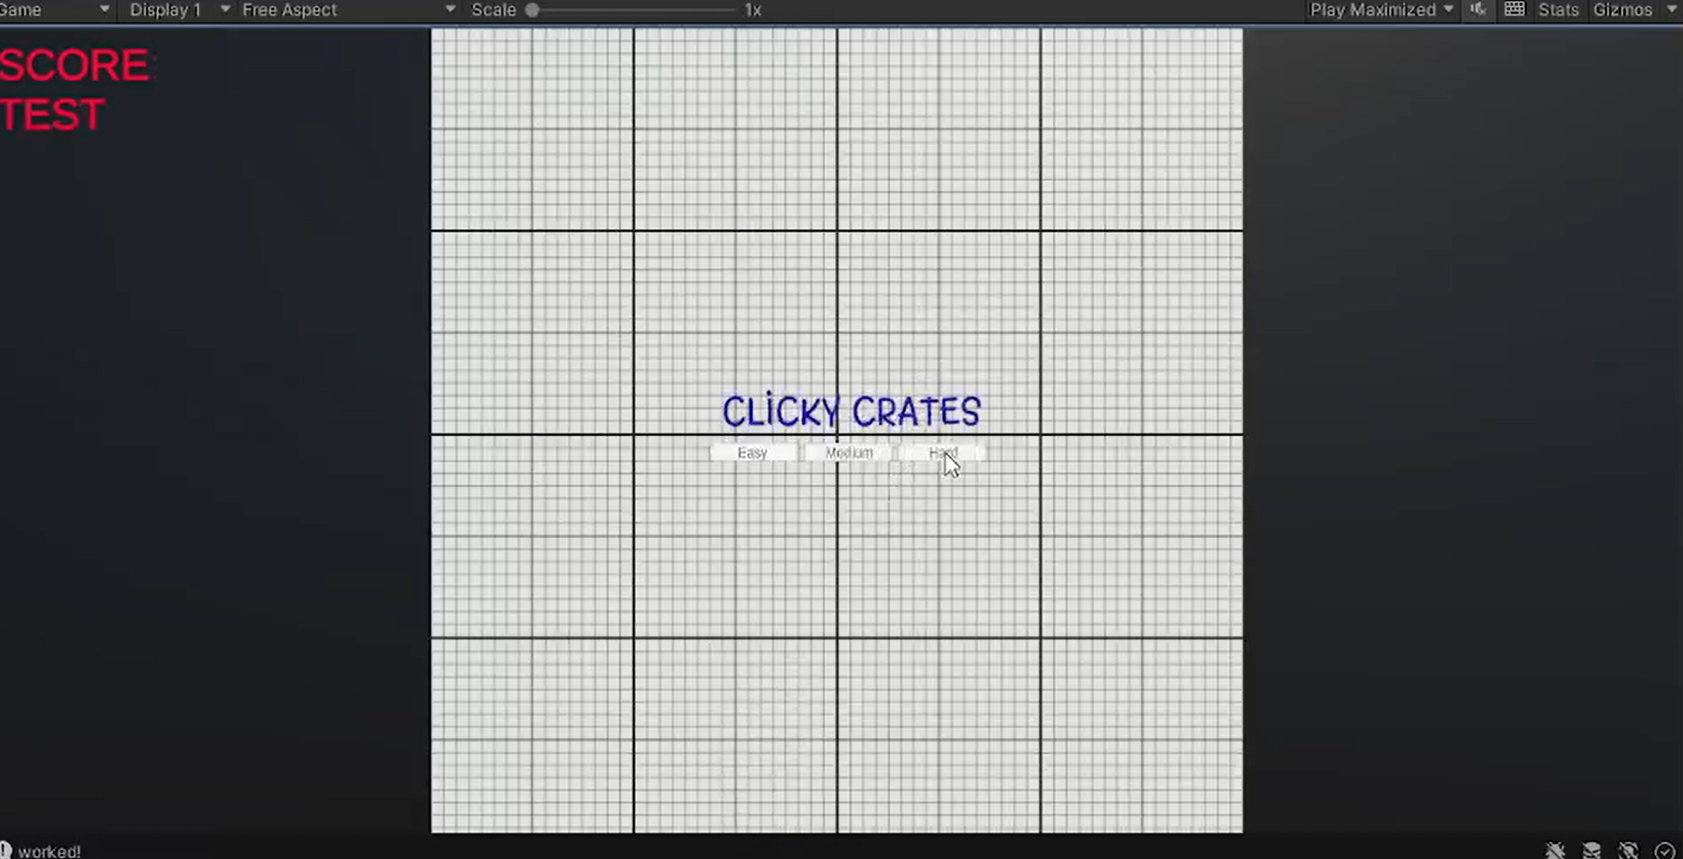 Game Display 1 Free Aspect Scale 1x Play Maximized Stats Gizmos
SCORE:
TEST
CLICKY CRATES
Easy Medium Hard
worked!